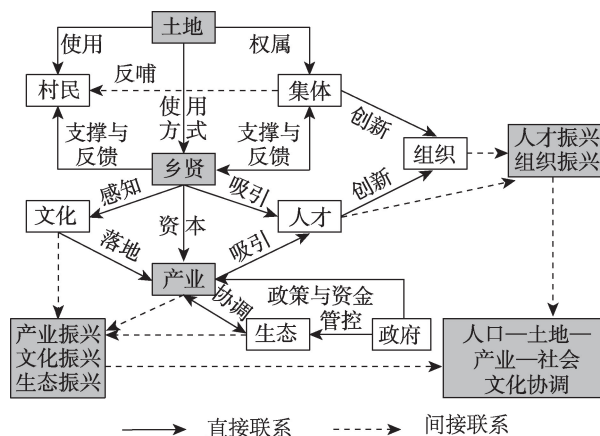 土地
使用
权属
反哺
村民
集体
使用
方式
支撑与
反馈
支撑与
反馈
创新
组织
人才振兴
组织振兴
乡贤
感知
吸引
创新
文化
资本
人才
落地
吸引
产业
政策与资金
管控
协调
生态
政府
产业振兴
文化振兴
生态振兴
人口—土地—
产业—社会
文化协调
直接联系
间接联系